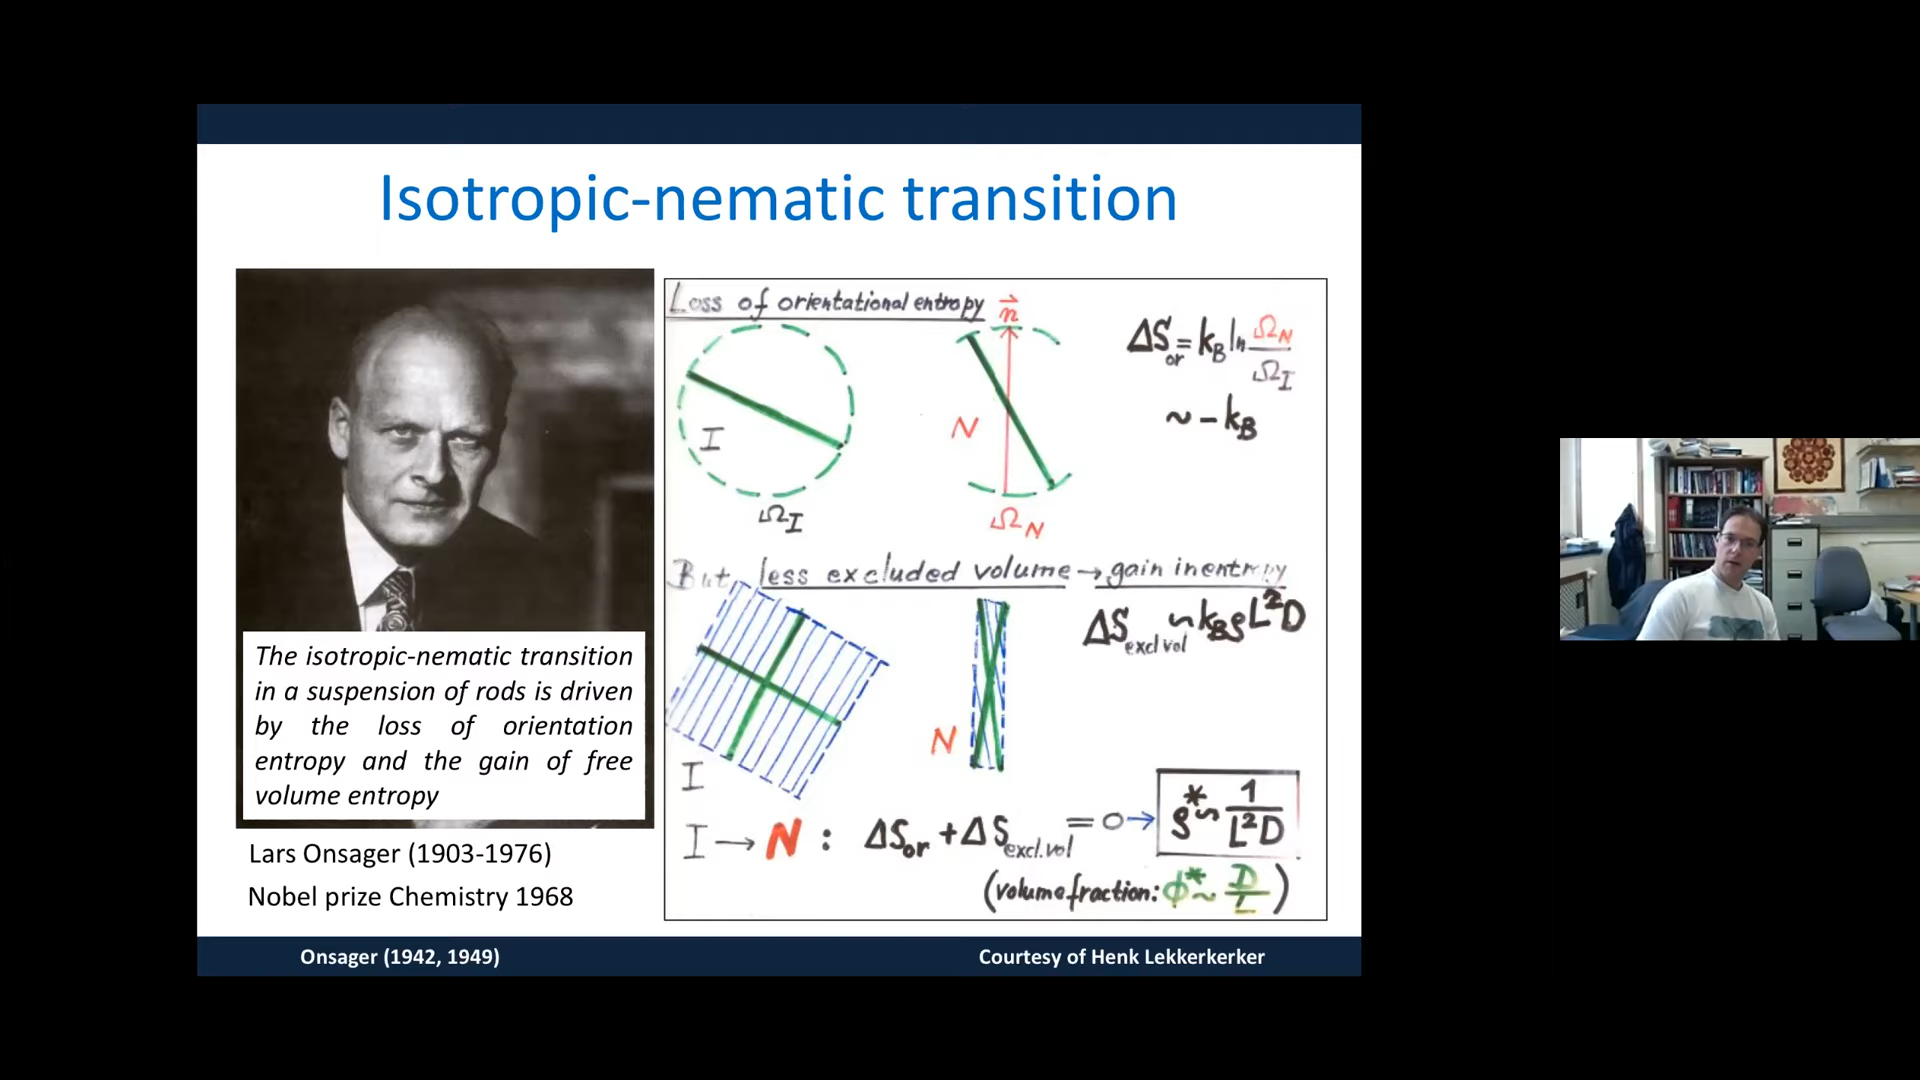 Isotropic-nematic transition
Loss of orientational entropy
n⃗
ΔS_or = k_B ln Ω_N / Ω_I
~ - k_B
I
N
Ω_I
Ω_N
But, less excluded volume → gain in entropy
ΔS_excl vol ~ k_B ρ L²D
I
N
I → N : ΔS_or + ΔS_excl.vol = 0 → ρ* ~ 1 / L²D
(volume fraction: ϕ* ~ D / L)
The isotropic-nematic transition
in a suspension of rods is driven
by the loss of orientation
entropy and the gain of free
volume entropy
Lars Onsager (1903-1976)
Nobel prize Chemistry 1968
Onsager (1942, 1949)
Courtesy of Henk Lekkerkerker